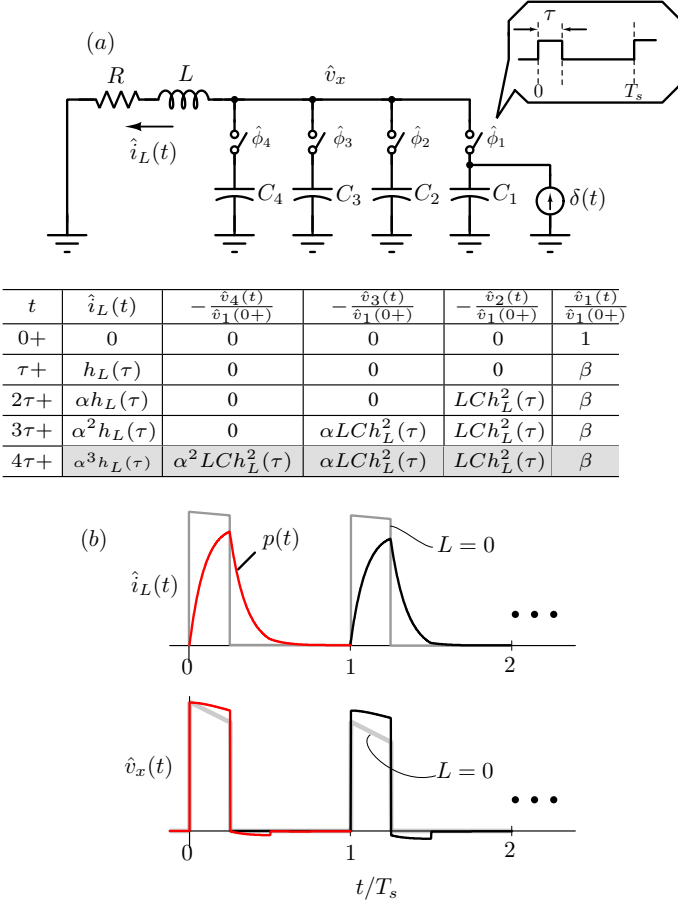 (a)
τ
0 T_s
R L v̂_x
î_L(t)
ϕ̂_4 ϕ̂_3 ϕ̂_2 ϕ̂_1
C_4 C_3 C_2 C_1 δ(t)
t î_L(t) −v̂_4(t)/v̂_1(0+) −v̂_3(t)/v̂_1(0+) −v̂_2(t)/v̂_1(0+) v̂_1(t)/v̂_1(0+)
0+ 0 0 0 0 1
τ+ h_L(τ) 0 0 0 β
2τ+ αh_L(τ) 0 0 LCh_L^2(τ) β
3τ+ α^2h_L(τ) 0 αLCh_L^2(τ) LCh_L^2(τ) β
4τ+ α^3h_L(τ) α^2LCh_L^2(τ) αLCh_L^2(τ) LCh_L^2(τ) β
(b)
p(t)
L = 0
î_L(t)
0 1 2
v̂_x(t)
L = 0
0 1 2
t/T_s